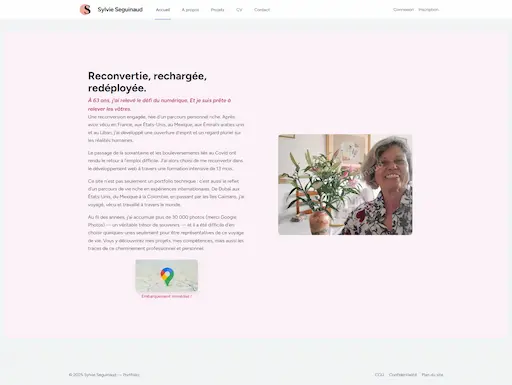 S Sylvie Seguinaud Accueil A propos Projets CV Contact Connexion Inscription
Reconvertie, rechargée,
redéployée.
À 63 ans, j'ai relevé le défi du numérique. Et je suis prête à
relever les vôtres.
Une reconversion engagée, née d'un parcours personnel riche. Après
avoir vécu en France, aux États-Unis, au Mexique, aux Émirats arabes unis
et au Liban, j'ai développé une ouverture d'esprit et un regard pluriel sur
les réalités humaines.
Le passage de la soixantaine et les bouleversements liés au Covid ont
rendu le retour à l'emploi difficile. J'ai alors choisi de me reconvertir dans
le développement web à travers une formation intensive de 13 mois.
Ce site n'est pas seulement un portfolio technique : c'est aussi le reflet
d'un parcours de vie riche en expériences internationales. De Dubaï aux
États-Unis, du Mexique à la Colombie, en passant par les îles Caïmans, j'ai
voyagé, vécu et travaillé à travers le monde.
Au fil des années, j'ai accumulé plus de 30 000 photos (merci Google
Photos) — un véritable trésor de souvenirs — et il a été difficile d'en
choisir quelques-unes seulement pour être représentatives de ce voyage
de vie. Vous y découvrirez mes projets, mes compétences, mais aussi les
traces de ce cheminement professionnel et personnel.
Embarquement immédiat !
© 2025 Sylvie Seguinaud — Portfolio. CGU Confidentialité Plan du site